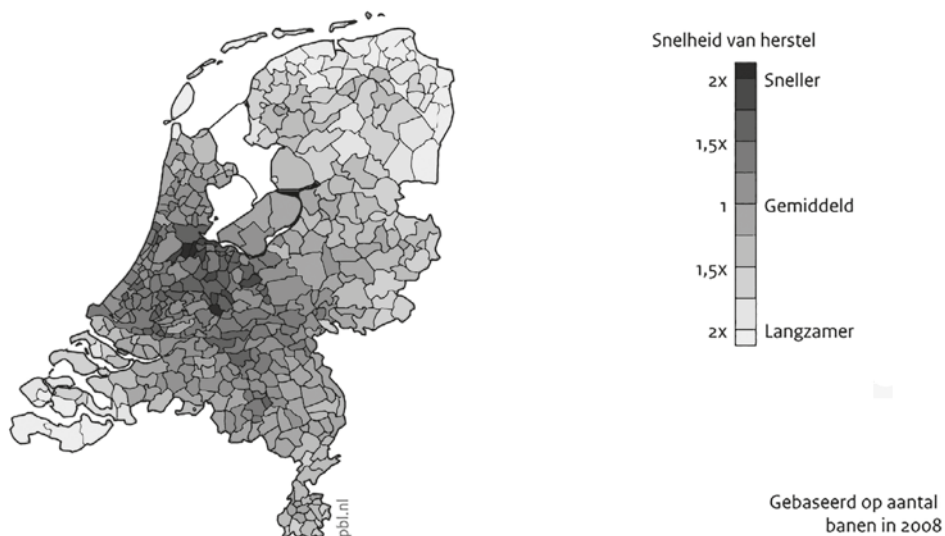 Snelheid van herstel
2x Sneller
1,5x
1 Gemiddeld
1,5x
2x Langzamer
pbl.nl
Gebaseerd op aantal
banen in 2008